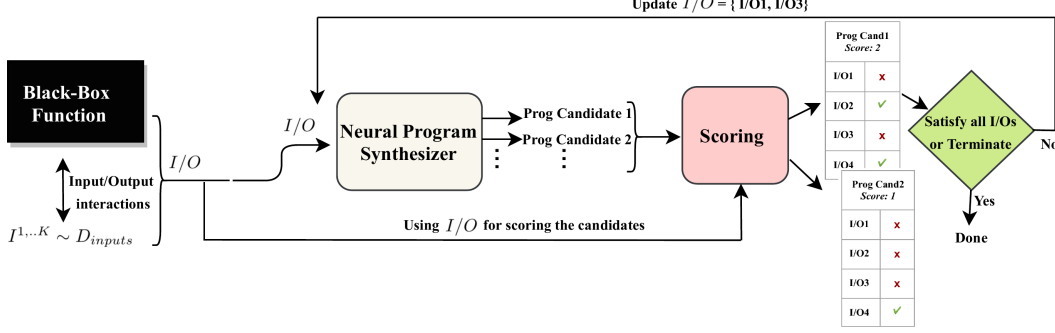 Update I/O = { I/O1, I/O3}
Black-Box
Function
I/O
I/O
Input/Output
interactions
I^{1,..K} ∼ D_{inputs}
Neural Program
Synthesizer
Prog Candidate 1
Prog Candidate 2
Scoring
Using I/O for scoring the candidates
Prog Cand1
Score: 2
I/O1 x
I/O2 ✓
I/O3 x
I/O4 ✓
Prog Cand2
Score: 1
I/O1 x
I/O2 x
I/O3 x
I/O4 ✓
Satisfy all I/Os
or Terminate
No
Yes
Done